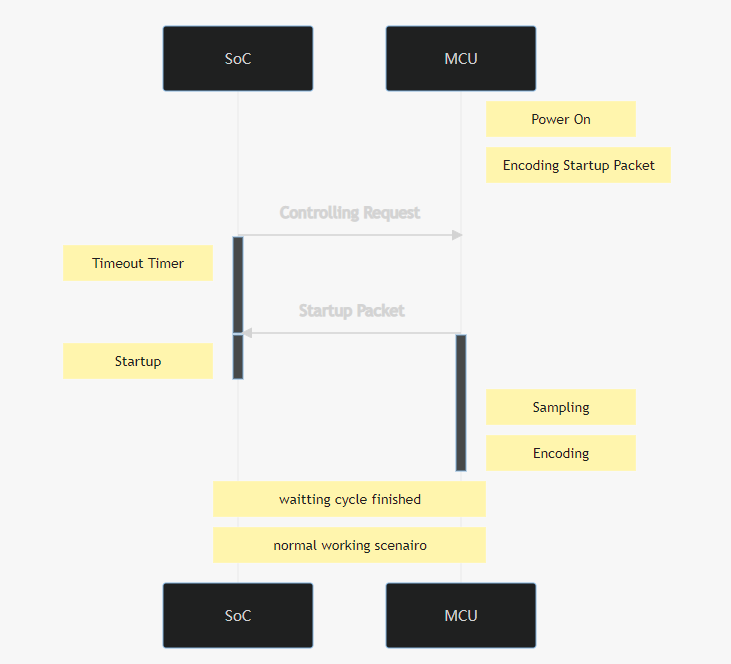 SoC
MCU
Power On
Encoding Startup Packet
Controlling Request
Timeout Timer
Startup Packet
Startup
Sampling
Encoding
waitting cycle finished
normal working scenairo
SoC
MCU